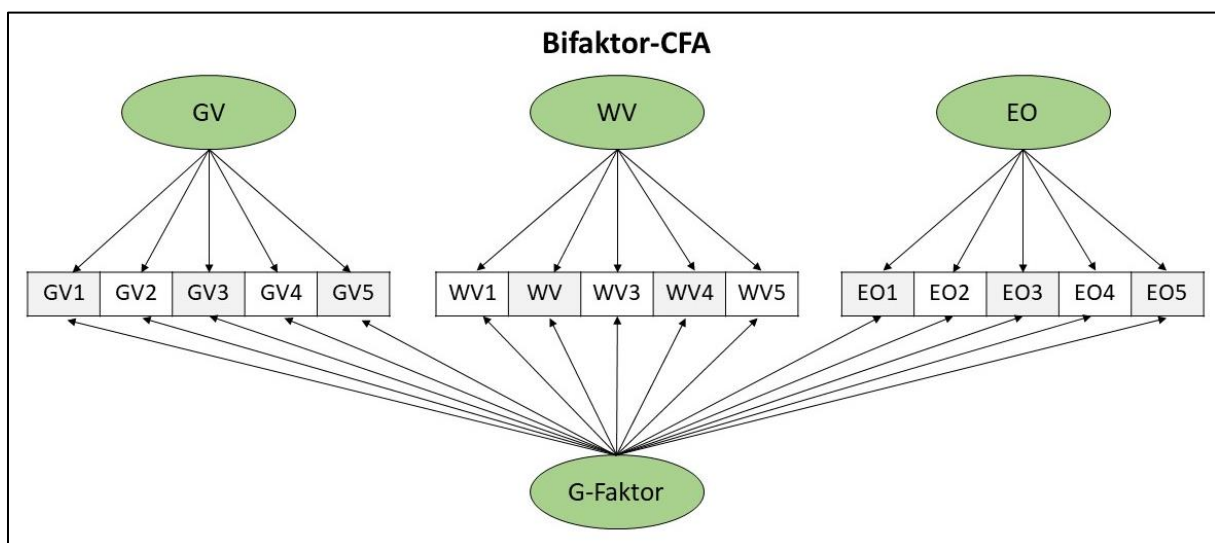 Bifaktor-CFA
GV WV EO
GV1 GV2 GV3 GV4 GV5 WV1 WV WV3 WV4 WV5 EO1 EO2 EO3 EO4 EO5
G-Faktor